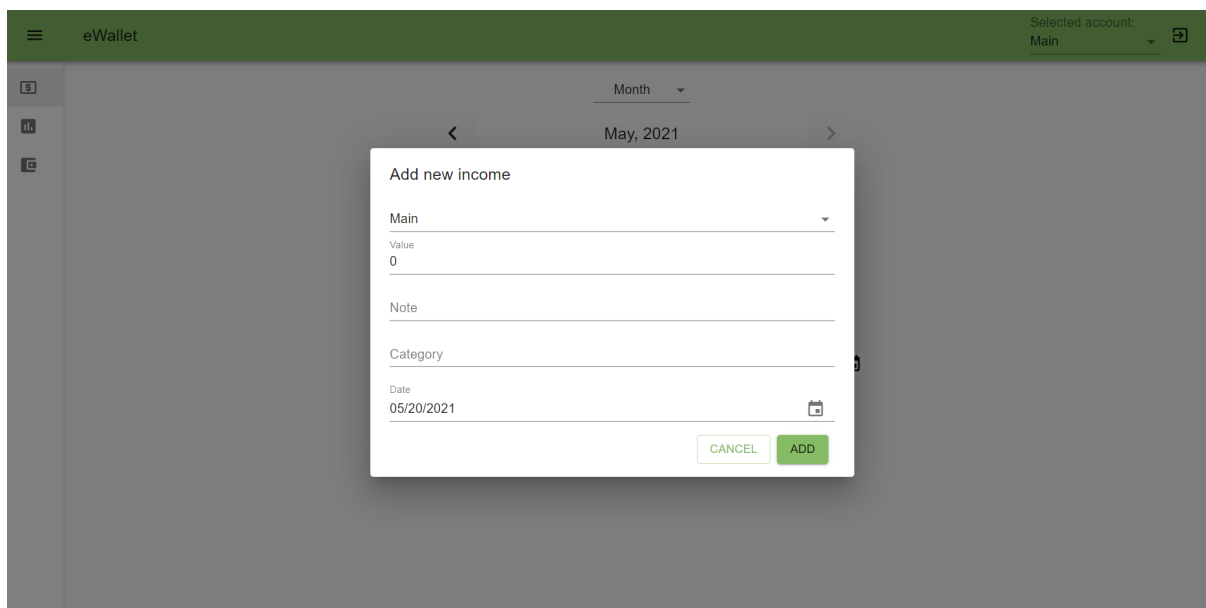 eWallet
Selected account:
Main
Month
May, 2021
Add new income
Main
Value
0
Note
Category
Date
05/20/2021
CANCEL
ADD